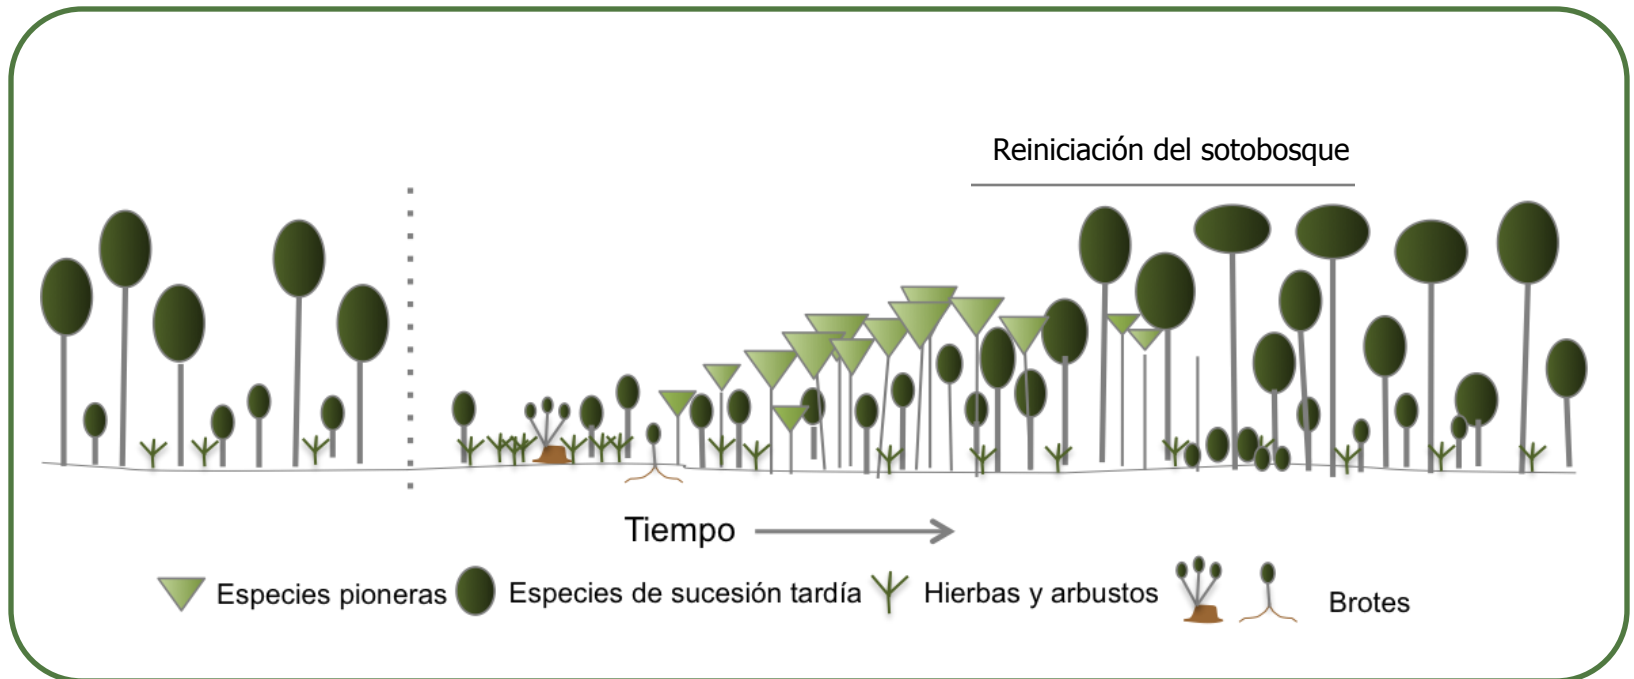 Reiniciación del sotobosque
Tiempo
Especies pioneras
Especies de sucesión tardía
Hierbas y arbustos
Brotes